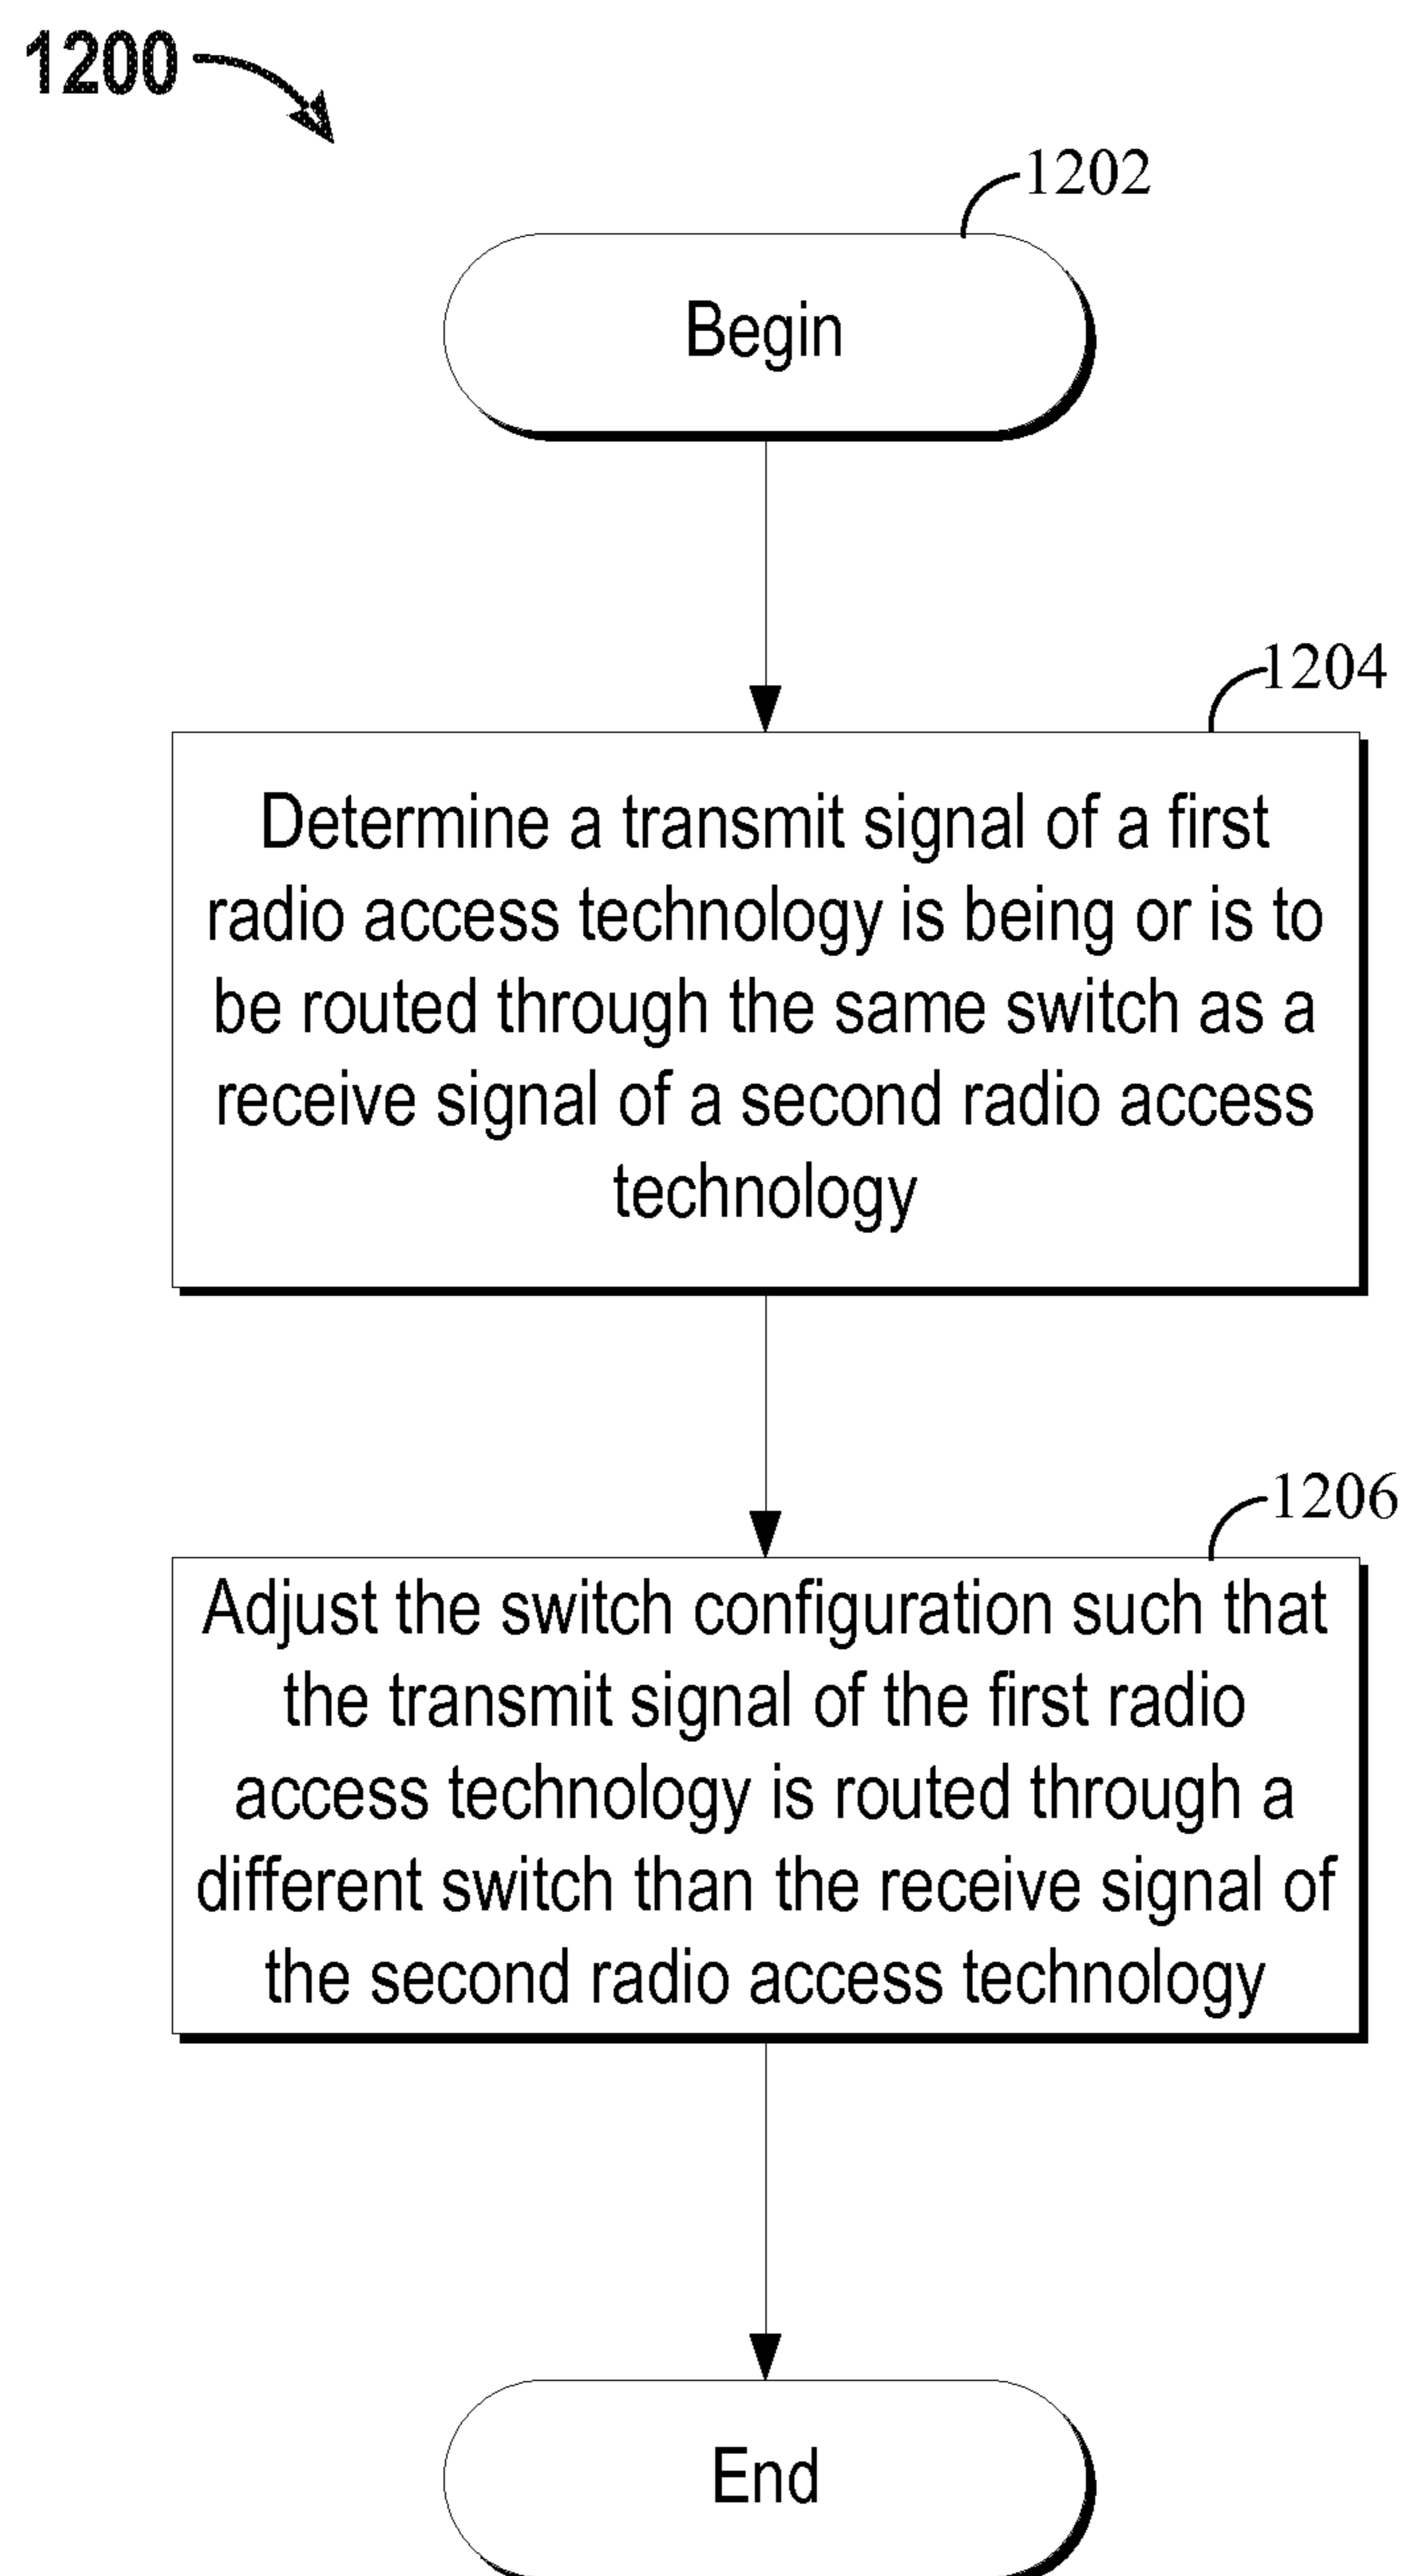 1200
1202
Begin
1204
Determine a transmit signal of a first
radio access technology is being or is to
be routed through the same switch as a
receive signal of a second radio access
technology
1206
Adjust the switch configuration such that
the transmit signal of the first radio
access technology is routed through a
different switch than the receive signal of
the second radio access technology
End